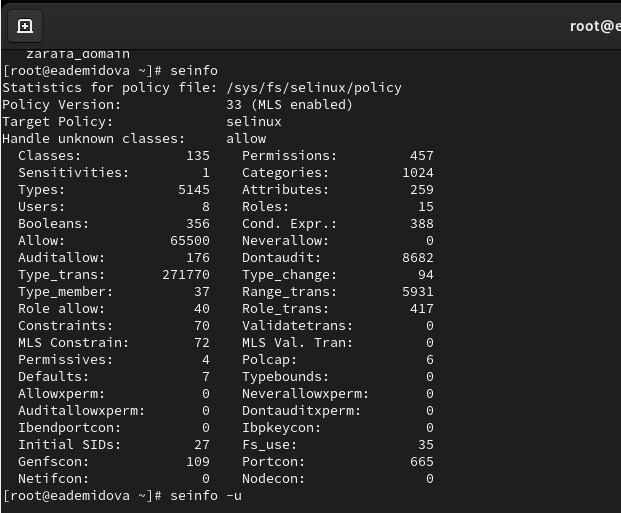 root@e
zarafa_domain
[root@eademidova ~]# seinfo
Statistics for policy file: /sys/fs/selinux/policy
Policy Version: 33 (MLS enabled)
Target Policy: selinux
Handle unknown classes: allow
Classes: 135 Permissions: 457
Sensitivities: 1 Categories: 1024
Types: 5145 Attributes: 259
Users: 8 Roles: 15
Booleans: 356 Cond. Expr.: 388
Allow: 65500 Neverallow: 0
Auditallow: 176 Dontaudit: 8682
Type_trans: 271770 Type_change: 94
Type_member: 37 Range_trans: 5931
Role allow: 40 Role_trans: 417
Constraints: 70 Validatetrans: 0
MLS Constrain: 72 MLS Val. Tran: 0
Permissives: 4 Polcap: 6
Defaults: 7 Typebounds: 0
Allowxperm: 0 Neverallowxperm: 0
Auditallowxperm: 0 Dontauditxperm: 0
Ibendportcon: 0 Ibpkeycon: 0
Initial SIDs: 27 Fs_use: 35
Genfscon: 109 Portcon: 665
Netifcon: 0 Nodecon: 0
[root@eademidova ~]# seinfo -u